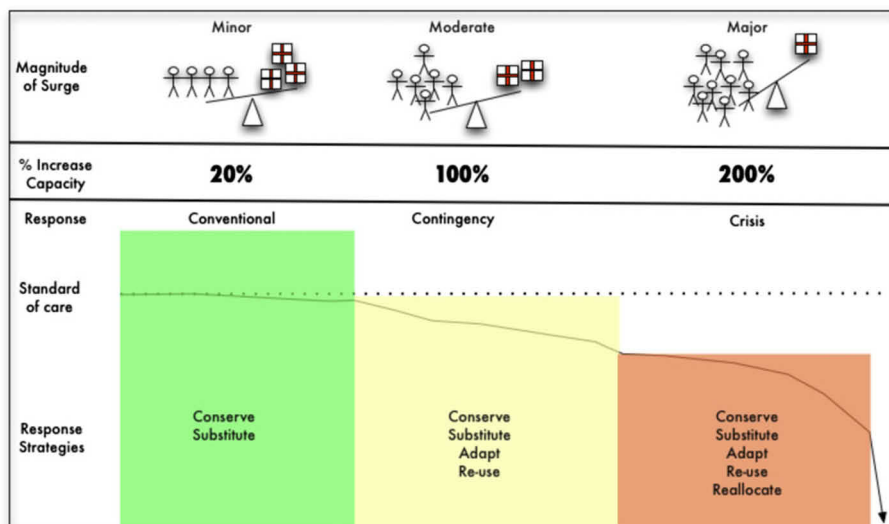 Minor Moderate Major
Magnitude
of Surge
% Increase
Capacity
20% 100% 200%
Response Conventional Contingency Crisis
Standard
of care
Response
Strategies
Conserve
Substitute
Conserve
Substitute
Adapt
Re-use
Conserve
Substitute
Adapt
Re-use
Reallocate